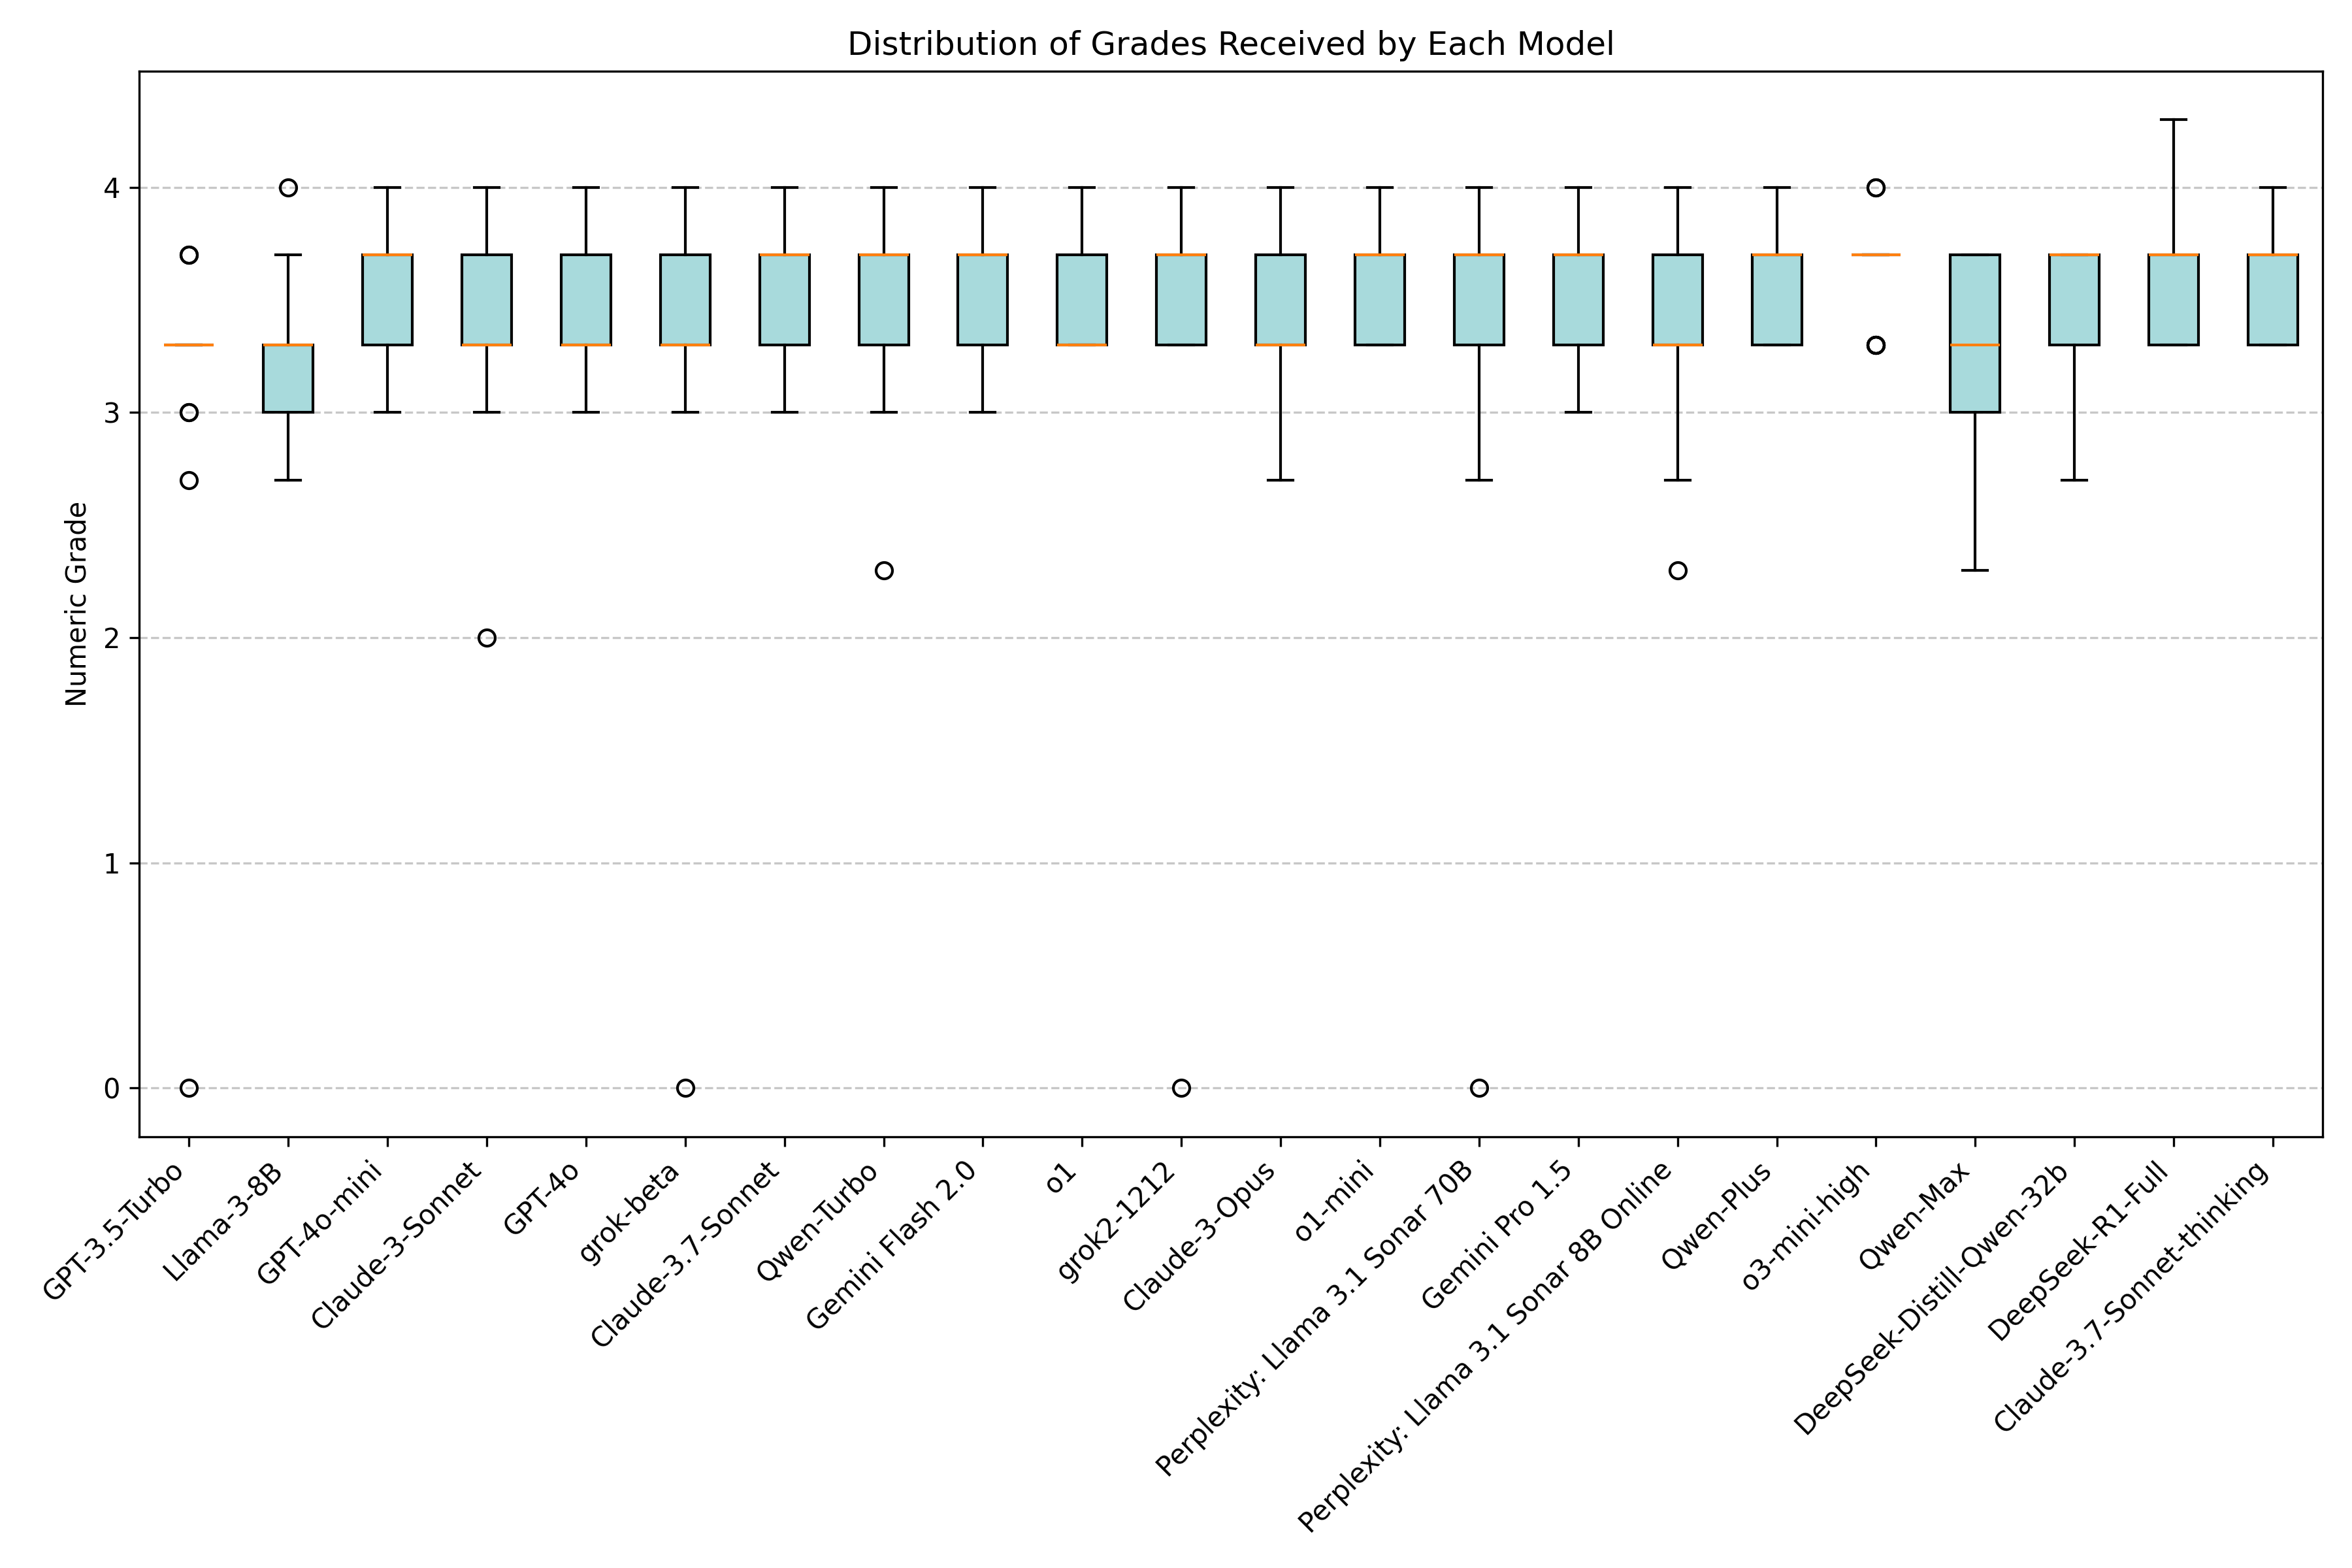 Distribution of Grades Received by Each Model
Numeric Grade
4
3
2
1
0
GPT-3.5-Turbo
Llama-3-8B
GPT-4o-mini
Claude-3-Sonnet
GPT-4o
grok-beta
Claude-3.7-Sonnet
Qwen-Turbo
Gemini Flash 2.0
o1
grok2-1212
Claude-3-Opus
o1-mini
Perplexity: Llama 3.1 Sonar 70B
Gemini Pro 1.5
Perplexity: Llama 3.1 Sonar 8B Online
Qwen-Plus
o3-mini-high
Qwen-Max
DeepSeek-Distill-Qwen-32b
DeepSeek-R1-Full
Claude-3.7-Sonnet-thinking